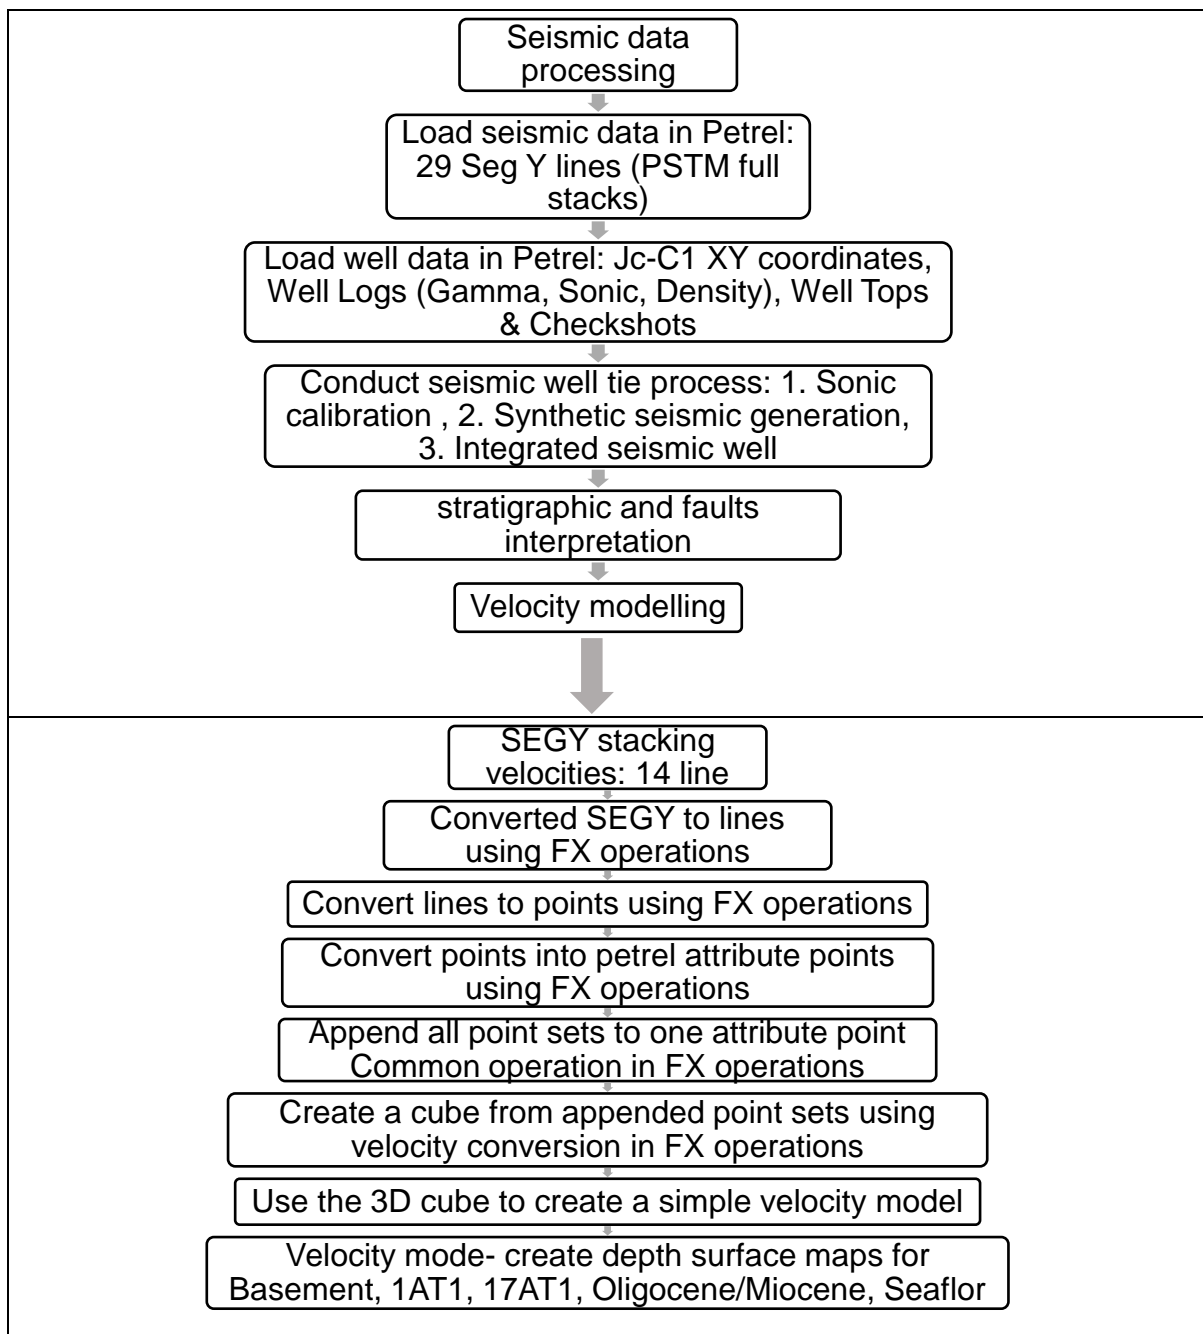 Seismic data
processing
Load seismic data in Petrel:
29 Seg Y lines (PSTM full
stacks)
Load well data in Petrel: Jc-C1 XY coordinates,
Well Logs (Gamma, Sonic, Density), Well Tops
& Checkshots
Conduct seismic well tie process: 1. Sonic
calibration , 2. Synthetic seismic generation,
3. Integrated seismic well
stratigraphic and faults
interpretation
Velocity modelling
SEGY stacking
velocities: 14 line
Converted SEGY to lines
using FX operations
Convert lines to points using FX operations
Convert points into petrel attribute points
using FX operations
Append all point sets to one attribute point
Common operation in FX operations
Create a cube from appended point sets using
velocity conversion in FX operations
Use the 3D cube to create a simple velocity model
Velocity mode- create depth surface maps for
Basement, 1AT1, 17AT1, Oligocene/Miocene, Seaflor